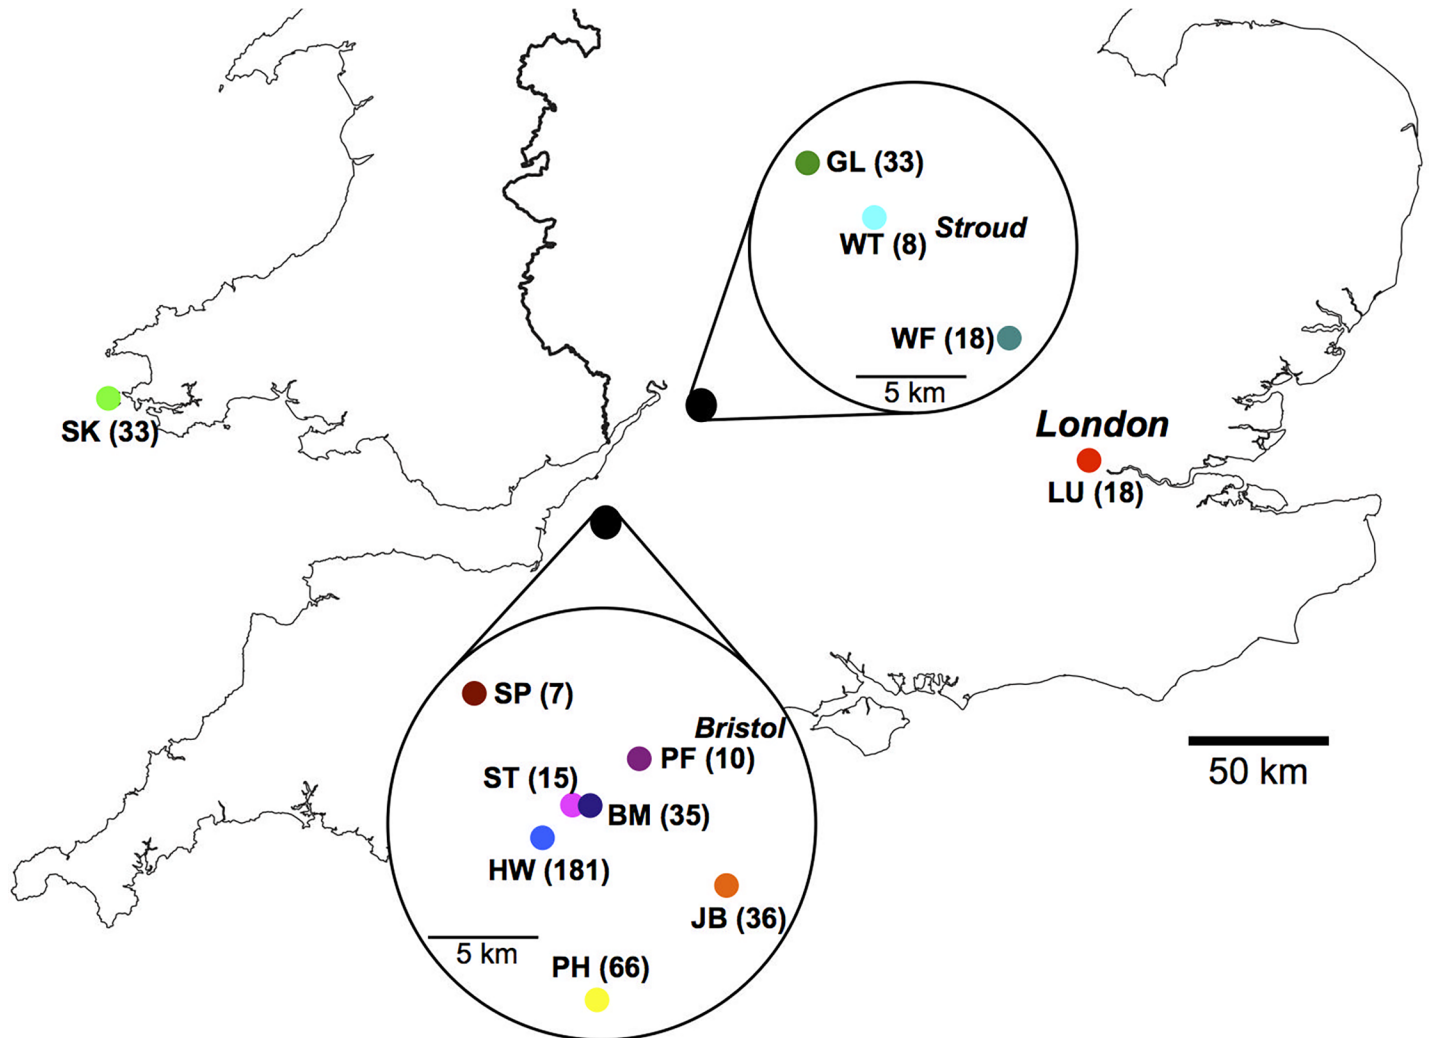 GL (33)
WT (8)
Stroud
WF (18)
5 km
SK (33)
London
LU (18)
SP (7)
Bristol
PF (10)
ST (15)
BM (35)
HW (181)
JB (36)
5 km
PH (66)
50 km